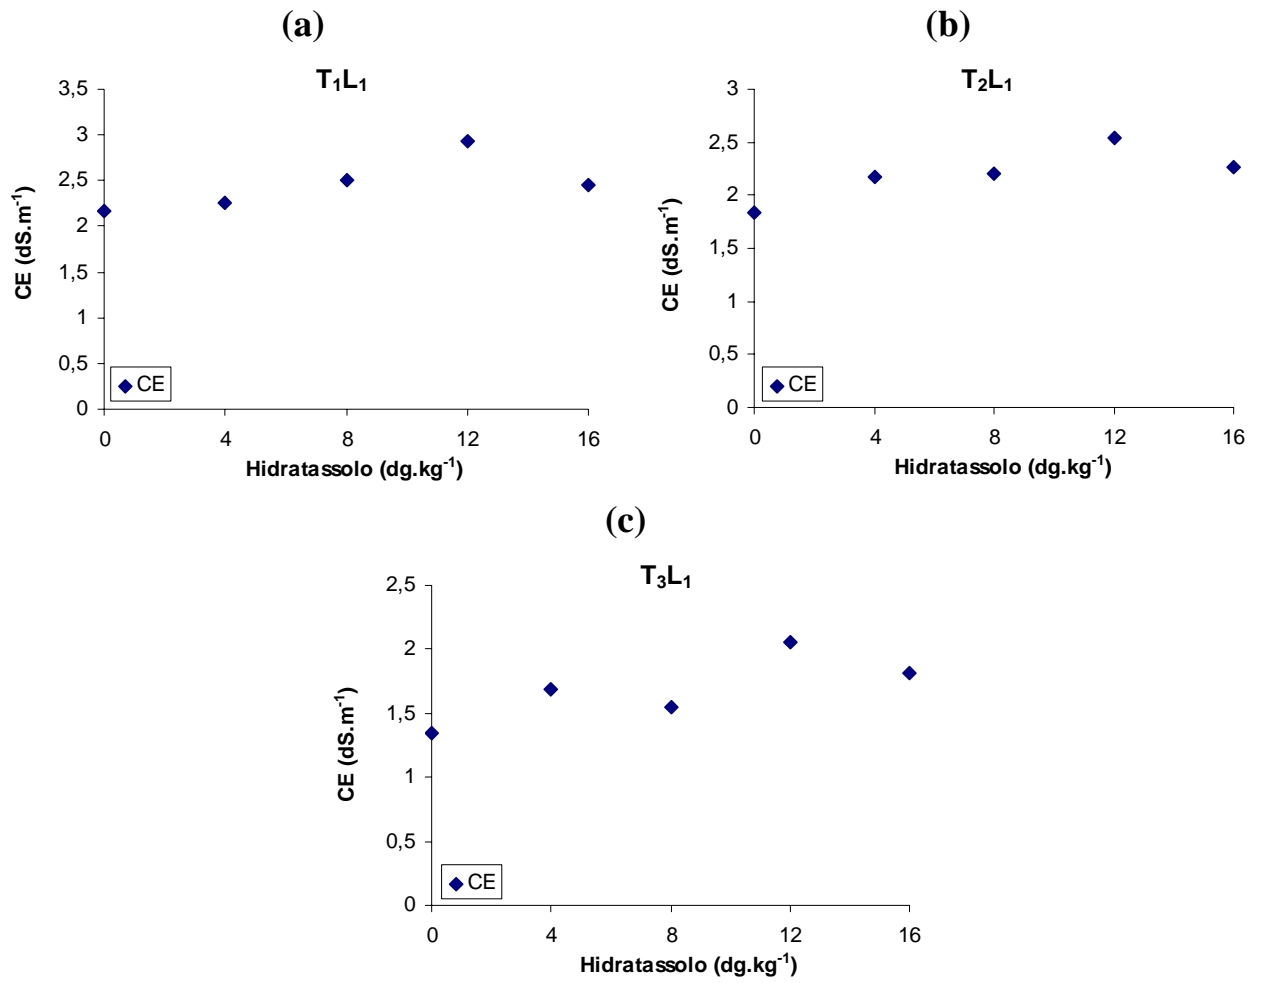 (a)
T₁L₁
3,5
3
2,5
2
1,5
1
0,5
0
CE (dS.m⁻¹)
CE
0 4 8 12 16
Hidratassolo (dg.kg⁻¹)
(b)
T₂L₁
3
2,5
2
1,5
1
0,5
0
CE (dS.m⁻¹)
CE
0 4 8 12 16
Hidratassolo (dg.kg⁻¹)
(c)
T₃L₁
2,5
2
1,5
1
0,5
0
CE (dS.m⁻¹)
CE
0 4 8 12 16
Hidratassolo (dg.kg⁻¹)